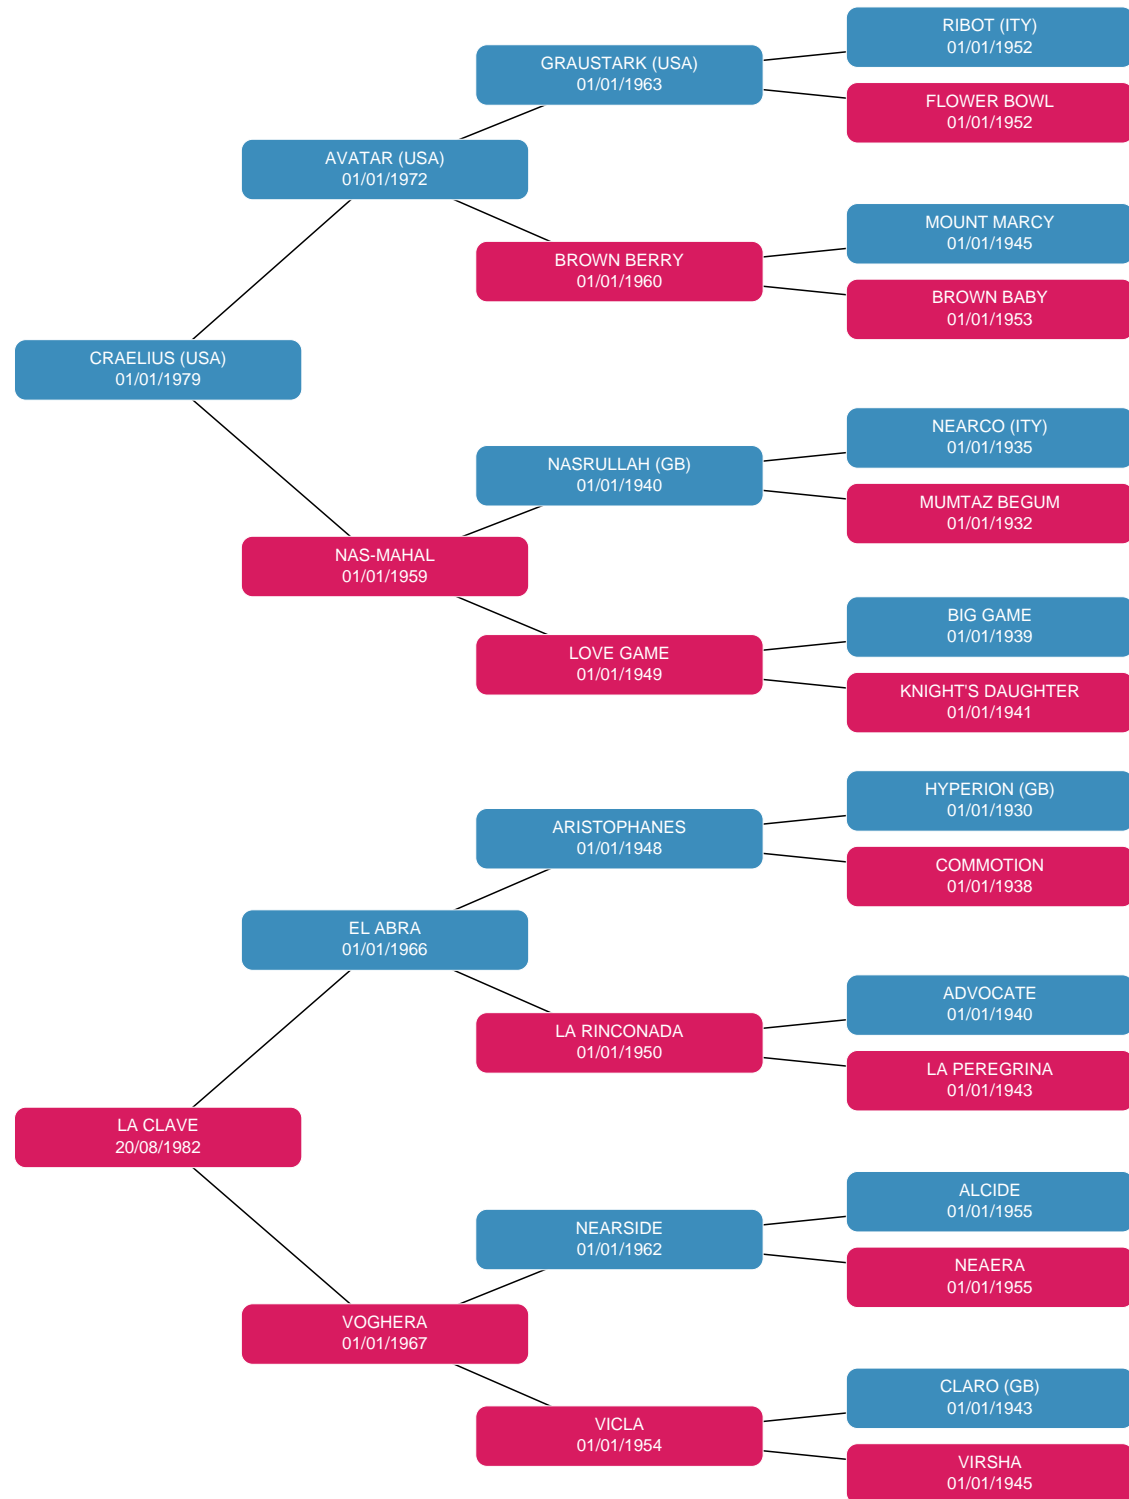 RIBOT (ITY)
01/01/1952
GRAUSTARK (USA)
01/01/1963
FLOWER BOWL
01/01/1952
AVATAR (USA)
01/01/1972
MOUNT MARCY
01/01/1945
BROWN BERRY
01/01/1960
BROWN BABY
01/01/1953
CRAELIUS (USA)
01/01/1979
NEARCO (ITY)
01/01/1935
NASRULLAH (GB)
01/01/1940
MUMTAZ BEGUM
01/01/1932
NAS-MAHAL
01/01/1959
BIG GAME
01/01/1939
LOVE GAME
01/01/1949
KNIGHT'S DAUGHTER
01/01/1941
HYPERION (GB)
01/01/1930
ARISTOPHANES
01/01/1948
COMMOTION
01/01/1938
EL ABRA
01/01/1966
ADVOCATE
01/01/1940
LA RINCONADA
01/01/1950
LA PEREGRINA
01/01/1943
LA CLAVE
20/08/1982
ALCIDE
01/01/1955
NEARSIDE
01/01/1962
NEAERA
01/01/1955
VOGHERA
01/01/1967
CLARO (GB)
01/01/1943
VICLA
01/01/1954
VIRSHA
01/01/1945